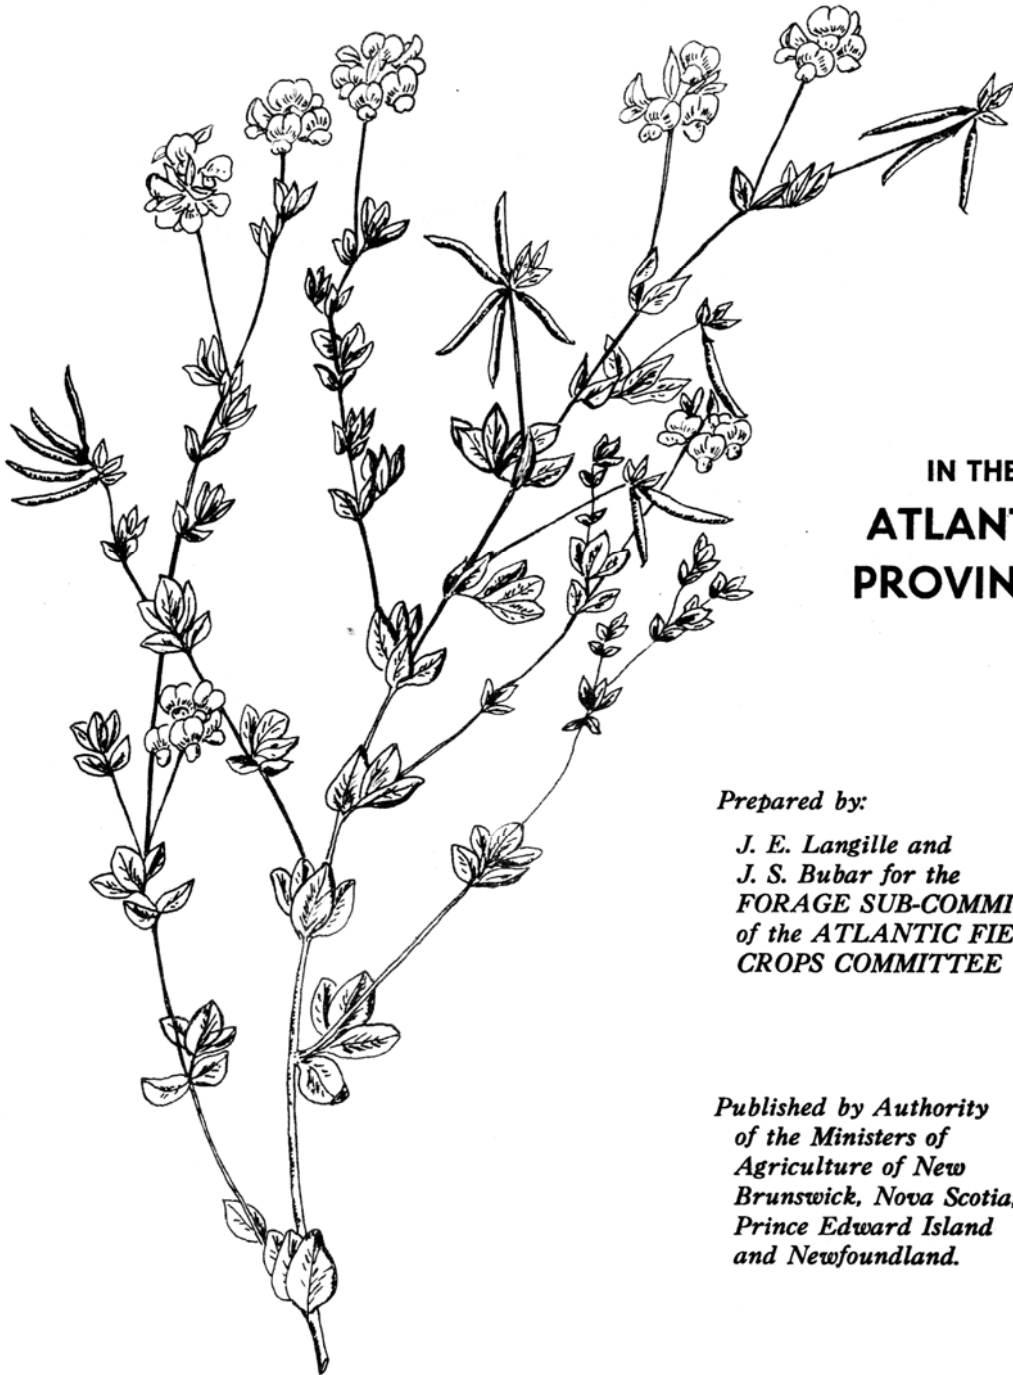 IN THE
ATLANT
PROVIN
Prepared by:
J. E. Langille and
J. S. Bubar for the
FORAGE SUB-COMMI
of the ATLANTIC FIE
CROPS COMMITTEE
Published by Authority
of the Ministers of
Agriculture of New
Brunswick, Nova Scotia,
Prince Edward Island
and Newfoundland.